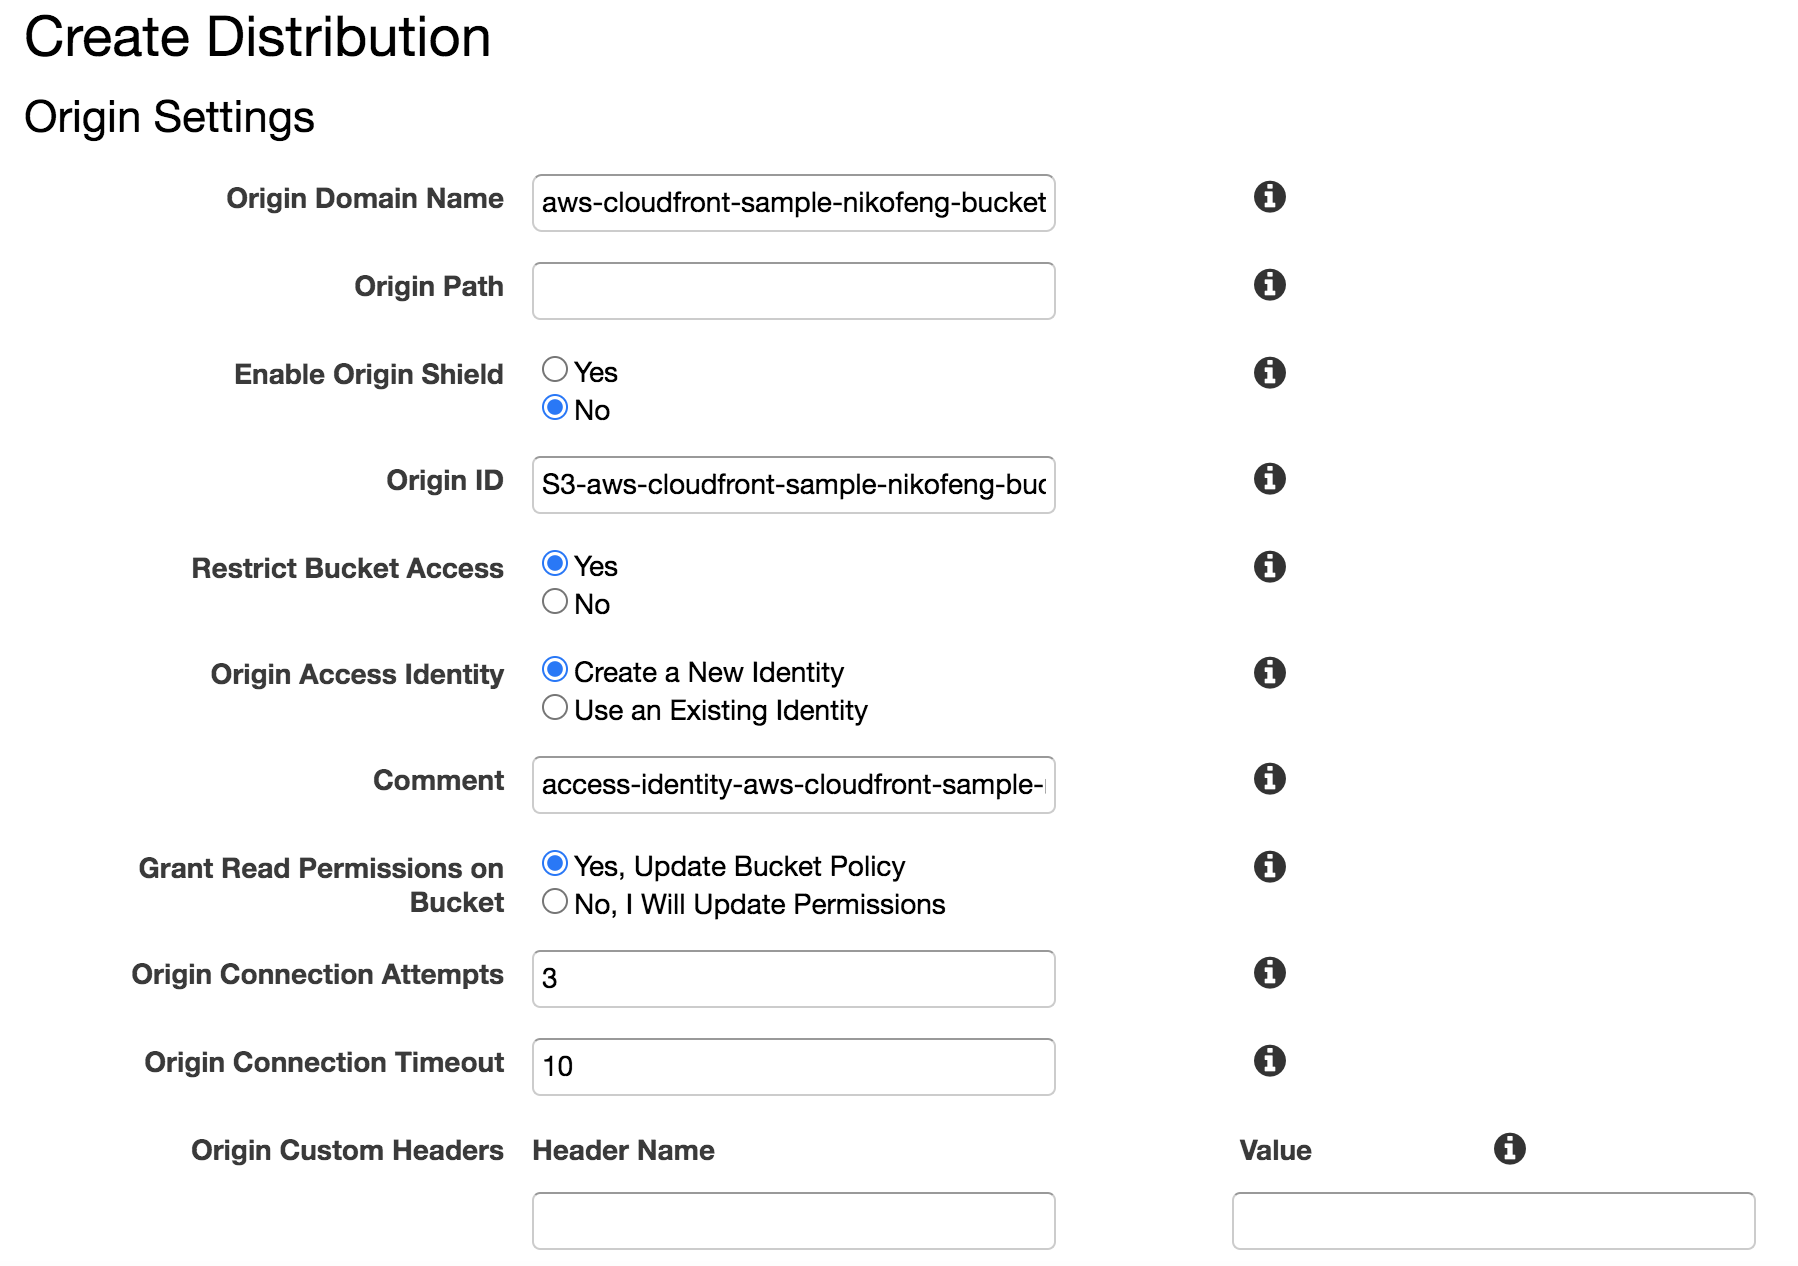 Create Distribution
Origin Settings
Origin Domain Name aws-cloudfront-sample-nikofeng-bucket
Origin Path
Enable Origin Shield Yes
No
Origin ID S3-aws-cloudfront-sample-nikofeng-buc
Restrict Bucket Access Yes
No
Origin Access Identity Create a New Identity
Use an Existing Identity
Comment access-identity-aws-cloudfront-sample-
Grant Read Permissions on Yes, Update Bucket Policy
Bucket No, I Will Update Permissions
Origin Connection Attempts 3
Origin Connection Timeout 10
Origin Custom Headers Header Name Value